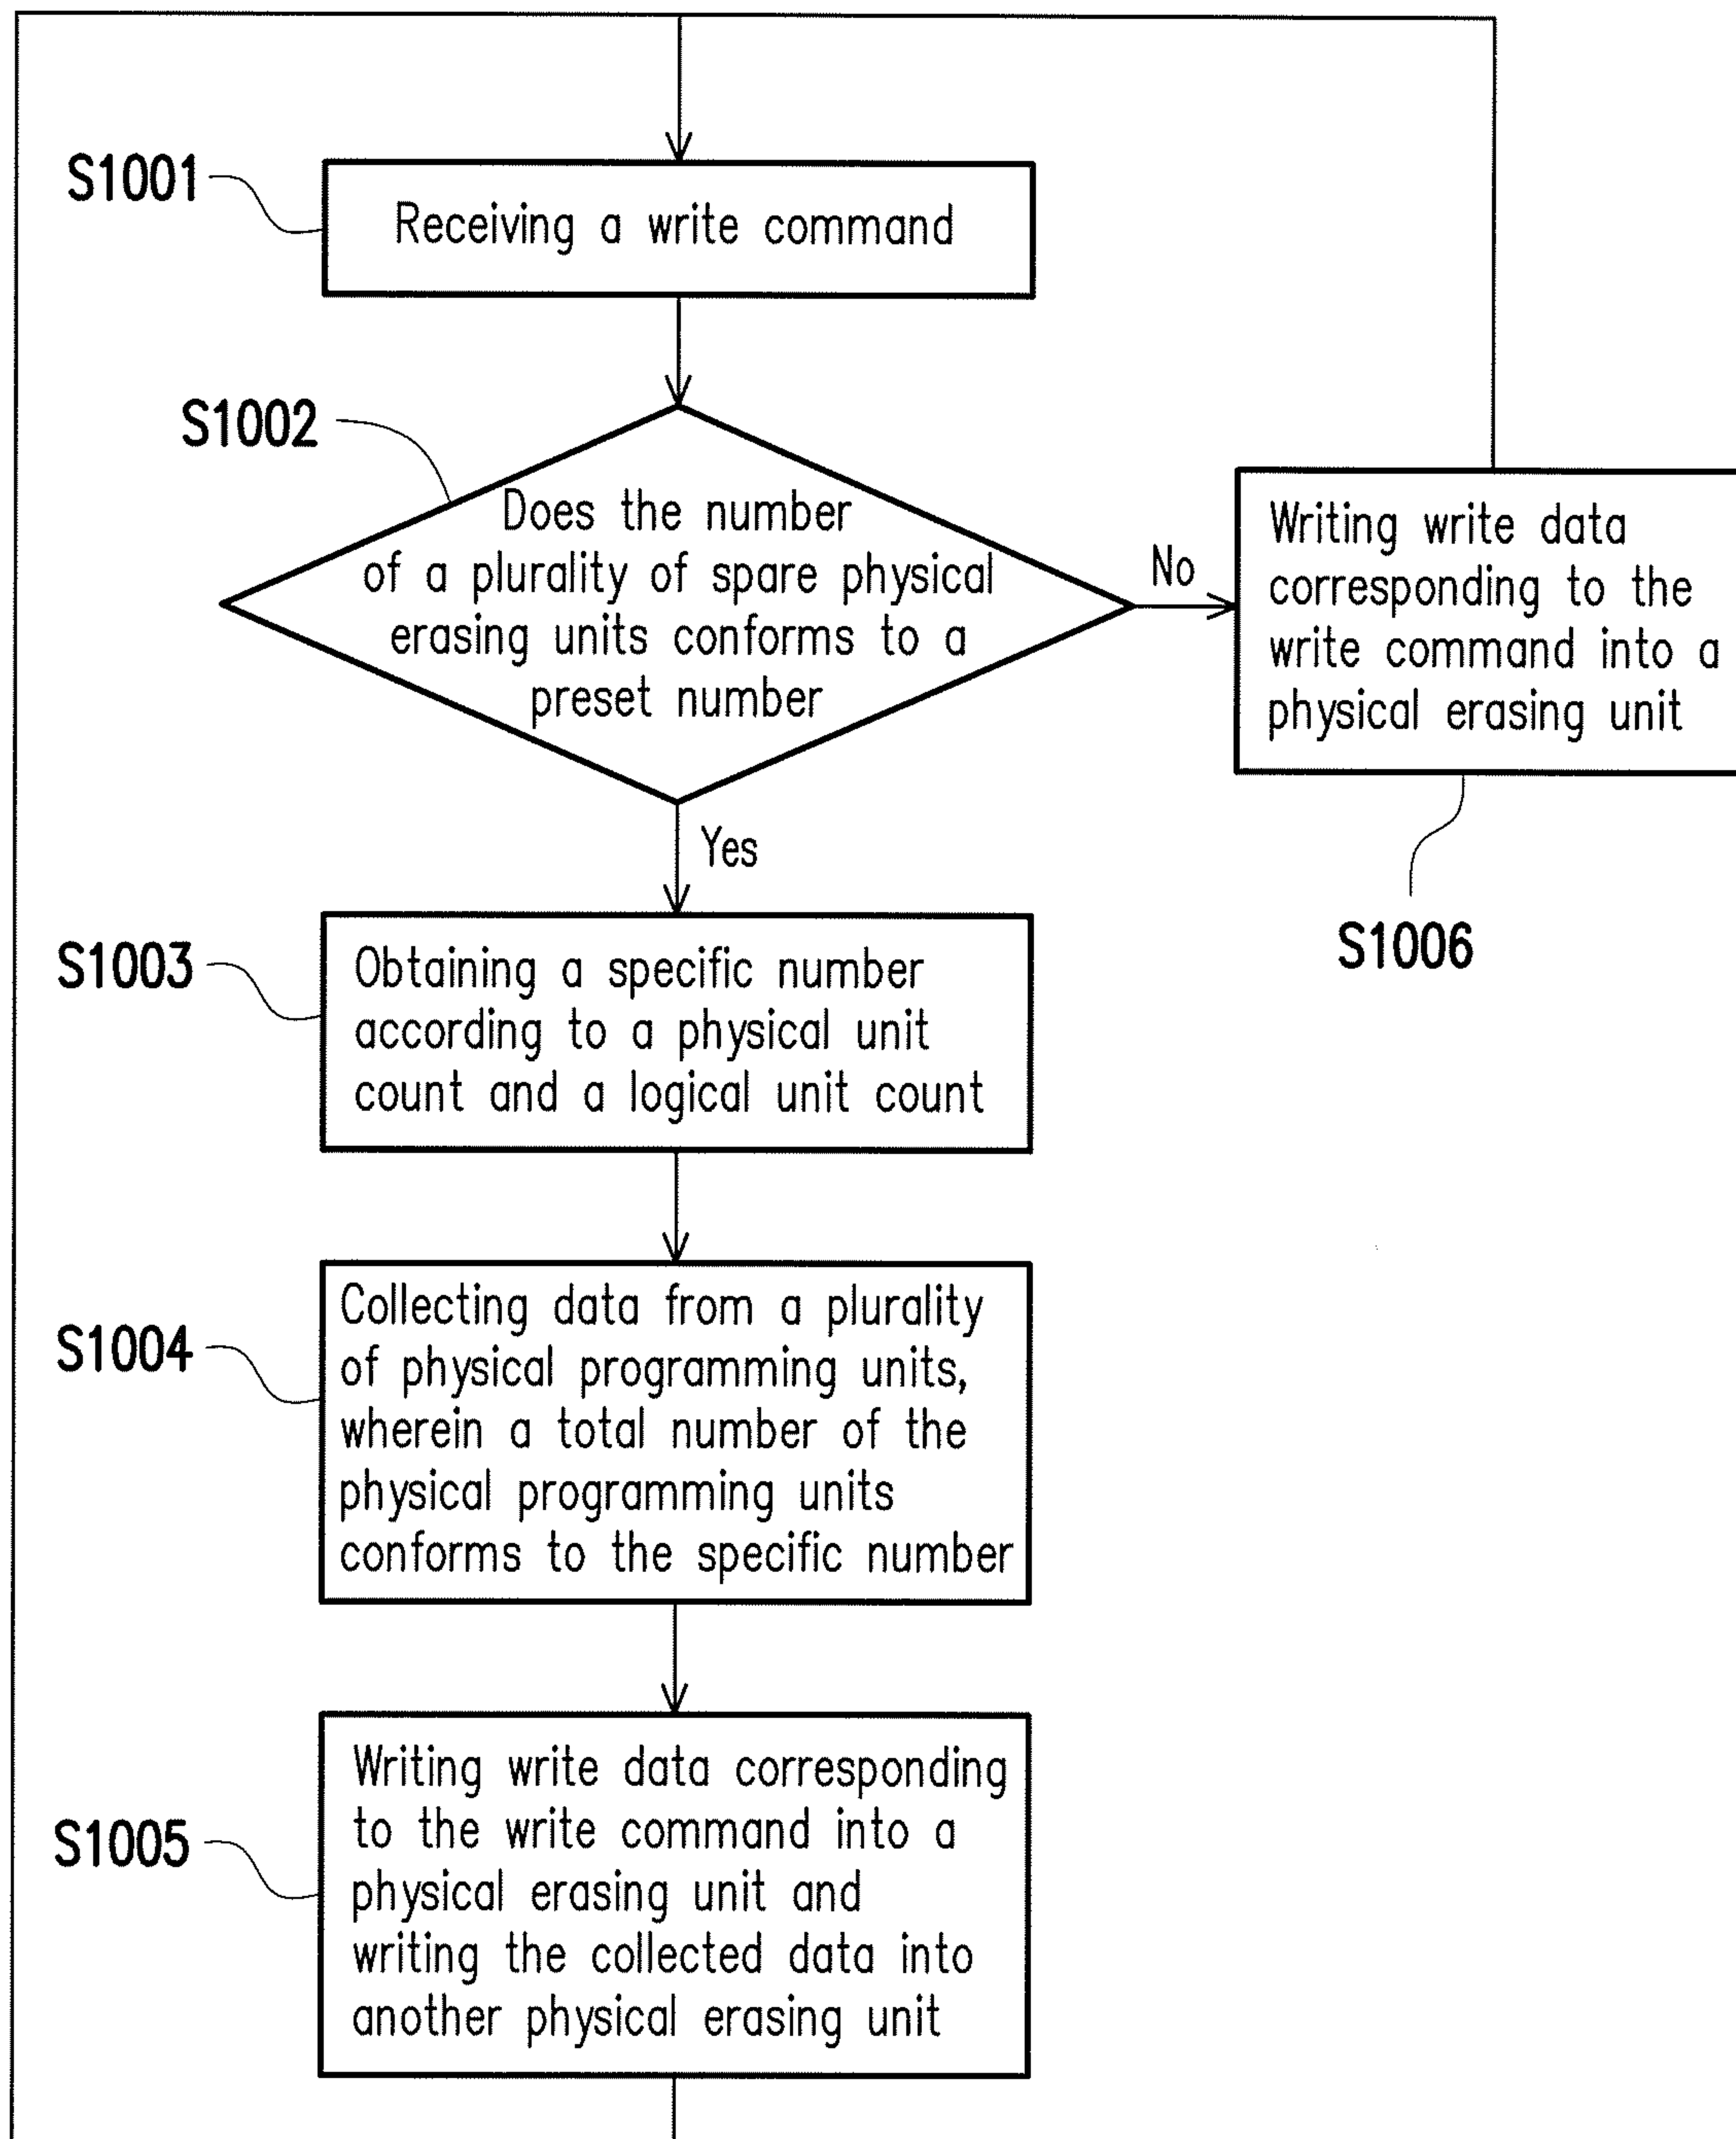 S1001
Receiving a write command
S1002
Does the number
of a plurality of spare physical
erasing units conforms to a
preset number
No
Writing write data
corresponding to the
write command into a
physical erasing unit
S1006
Yes
S1003
Obtaining a specific number
according to a physical unit
count and a logical unit count
S1004
Collecting data from a plurality
of physical programming units,
wherein a total number of the
physical programming units
conforms to the specific number
S1005
Writing write data corresponding
to the write command into a
physical erasing unit and
writing the collected data into
another physical erasing unit